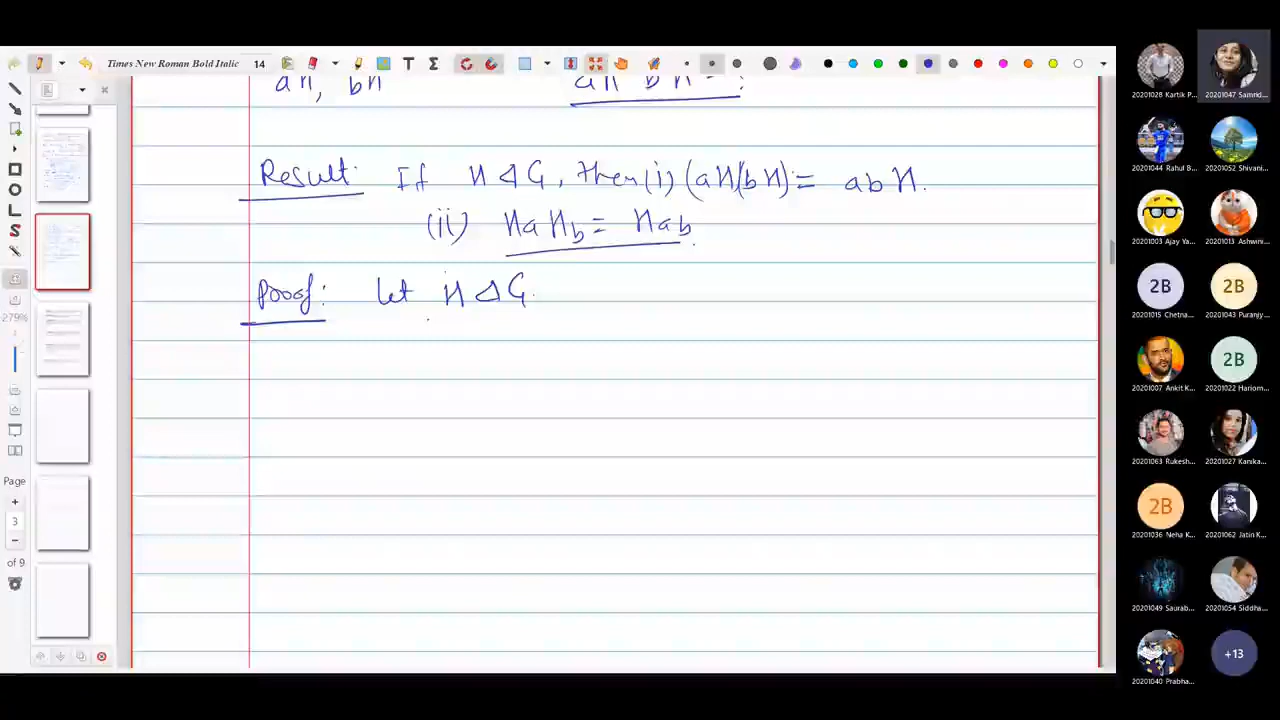 Times New Roman Bold Italic 14
aH, bH aH bH = ?
Result: If H ⊲ G, then (i) (aH)(bH) = abH.
(ii) HaHb = Hab.
Proof: Let H ⊲ G.
279%
Page
3
of 9
20201028 Kartik P...
20201047 Samrid...
20201044 Rahul B...
20201052 Shivani...
20201003 Ajay Ya...
20201013 Ashwini...
2B
2B
20201015 Chetna...
20201043 Puranjy...
2B
20201007 Ankit K...
20201022 Hariom...
20201063 Rukesh...
20201027 Kanika...
2B
20201036 Neha K...
20201062 Jatin K...
20201049 Saurab...
20201054 Siddha...
+13
20201040 Prabha...